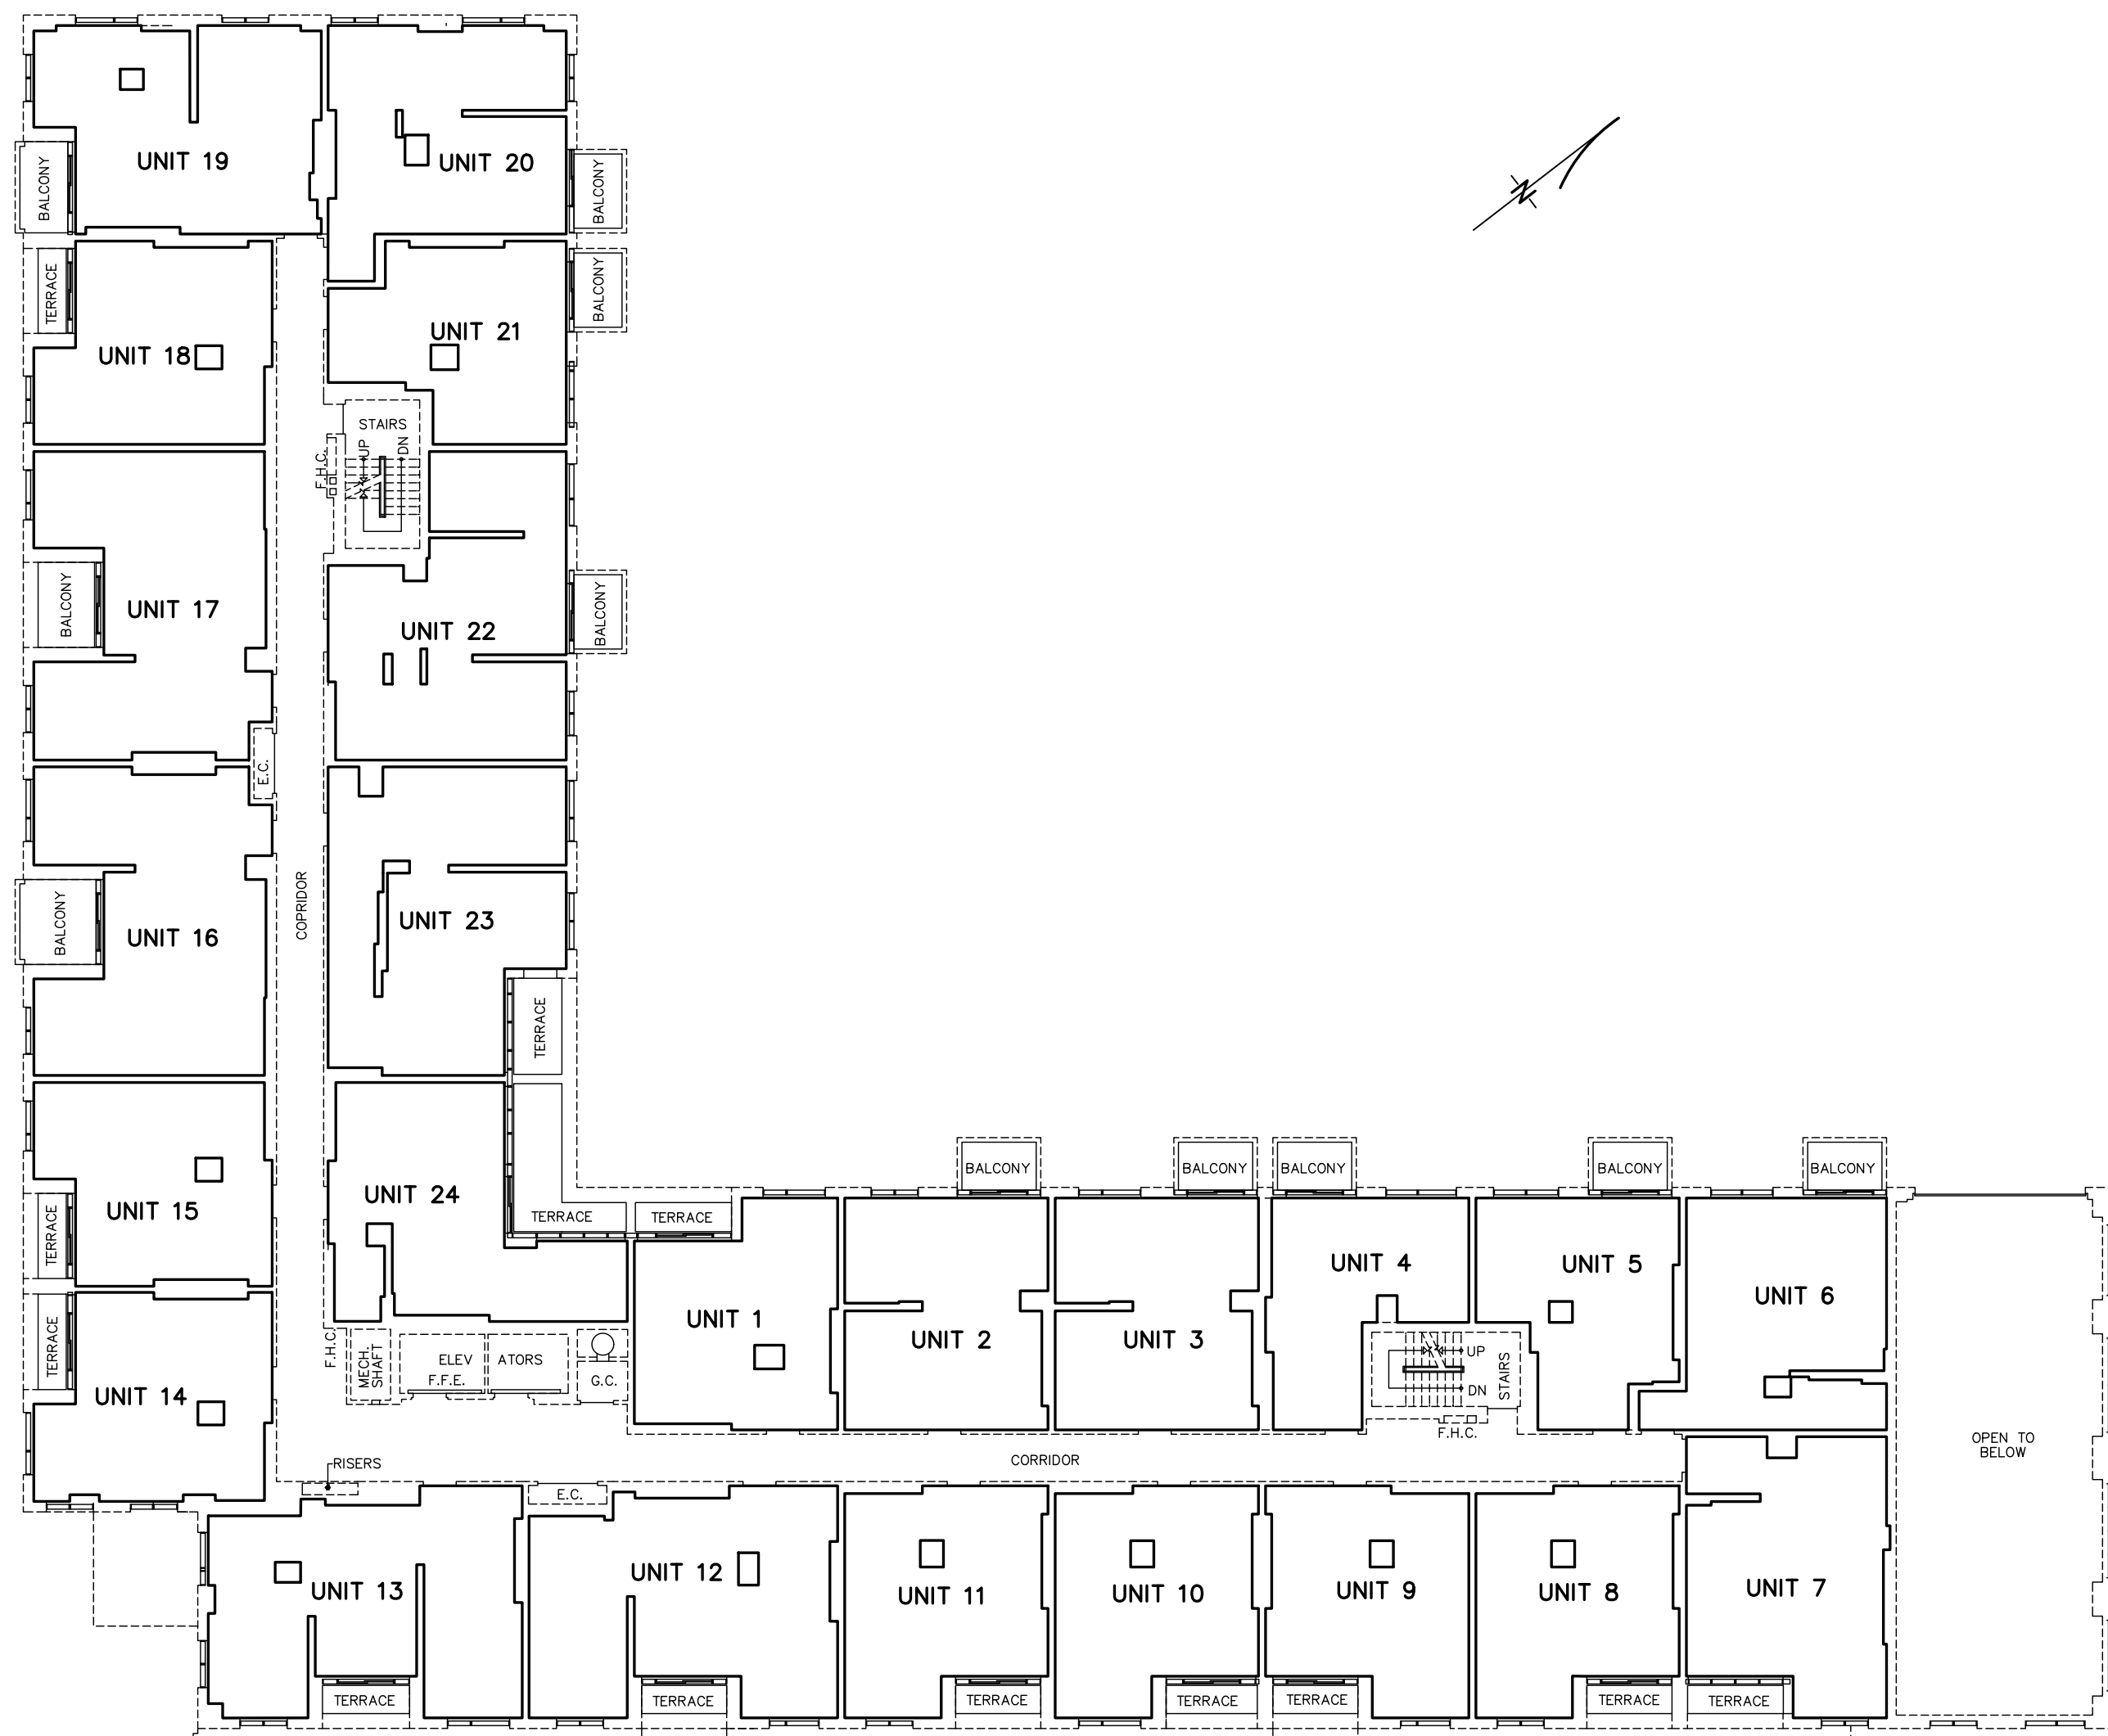 UNIT 19
UNIT 20
BALCONY
BALCONY
TERRACE
BALCONY
UNIT 18
UNIT 21
STAIRS
UP
DN
F.H.C.
BALCONY
UNIT 17
UNIT 22
BALCONY
E.C.
COPRIDOR
BALCONY
UNIT 16
UNIT 23
TERRACE
UNIT 15
UNIT 24
TERRACE
TERRACE
TERRACE
BALCONY
BALCONY
BALCONY
BALCONY
BALCONY
UNIT 1
UNIT 2
UNIT 3
UNIT 4
UNIT 5
UNIT 6
TERRACE
UNIT 14
F.H.C.
MECH.
SHAFT
ELEV
ATORS
F.F.E.
G.C.
UP
DN
STAIRS
F.H.C.
OPEN TO
BELOW
CORRIDOR
RISERS
E.C.
UNIT 13
UNIT 12
UNIT 11
UNIT 10
UNIT 9
UNIT 8
UNIT 7
TERRACE
TERRACE
TERRACE
TERRACE
TERRACE
TERRACE
TERRACE